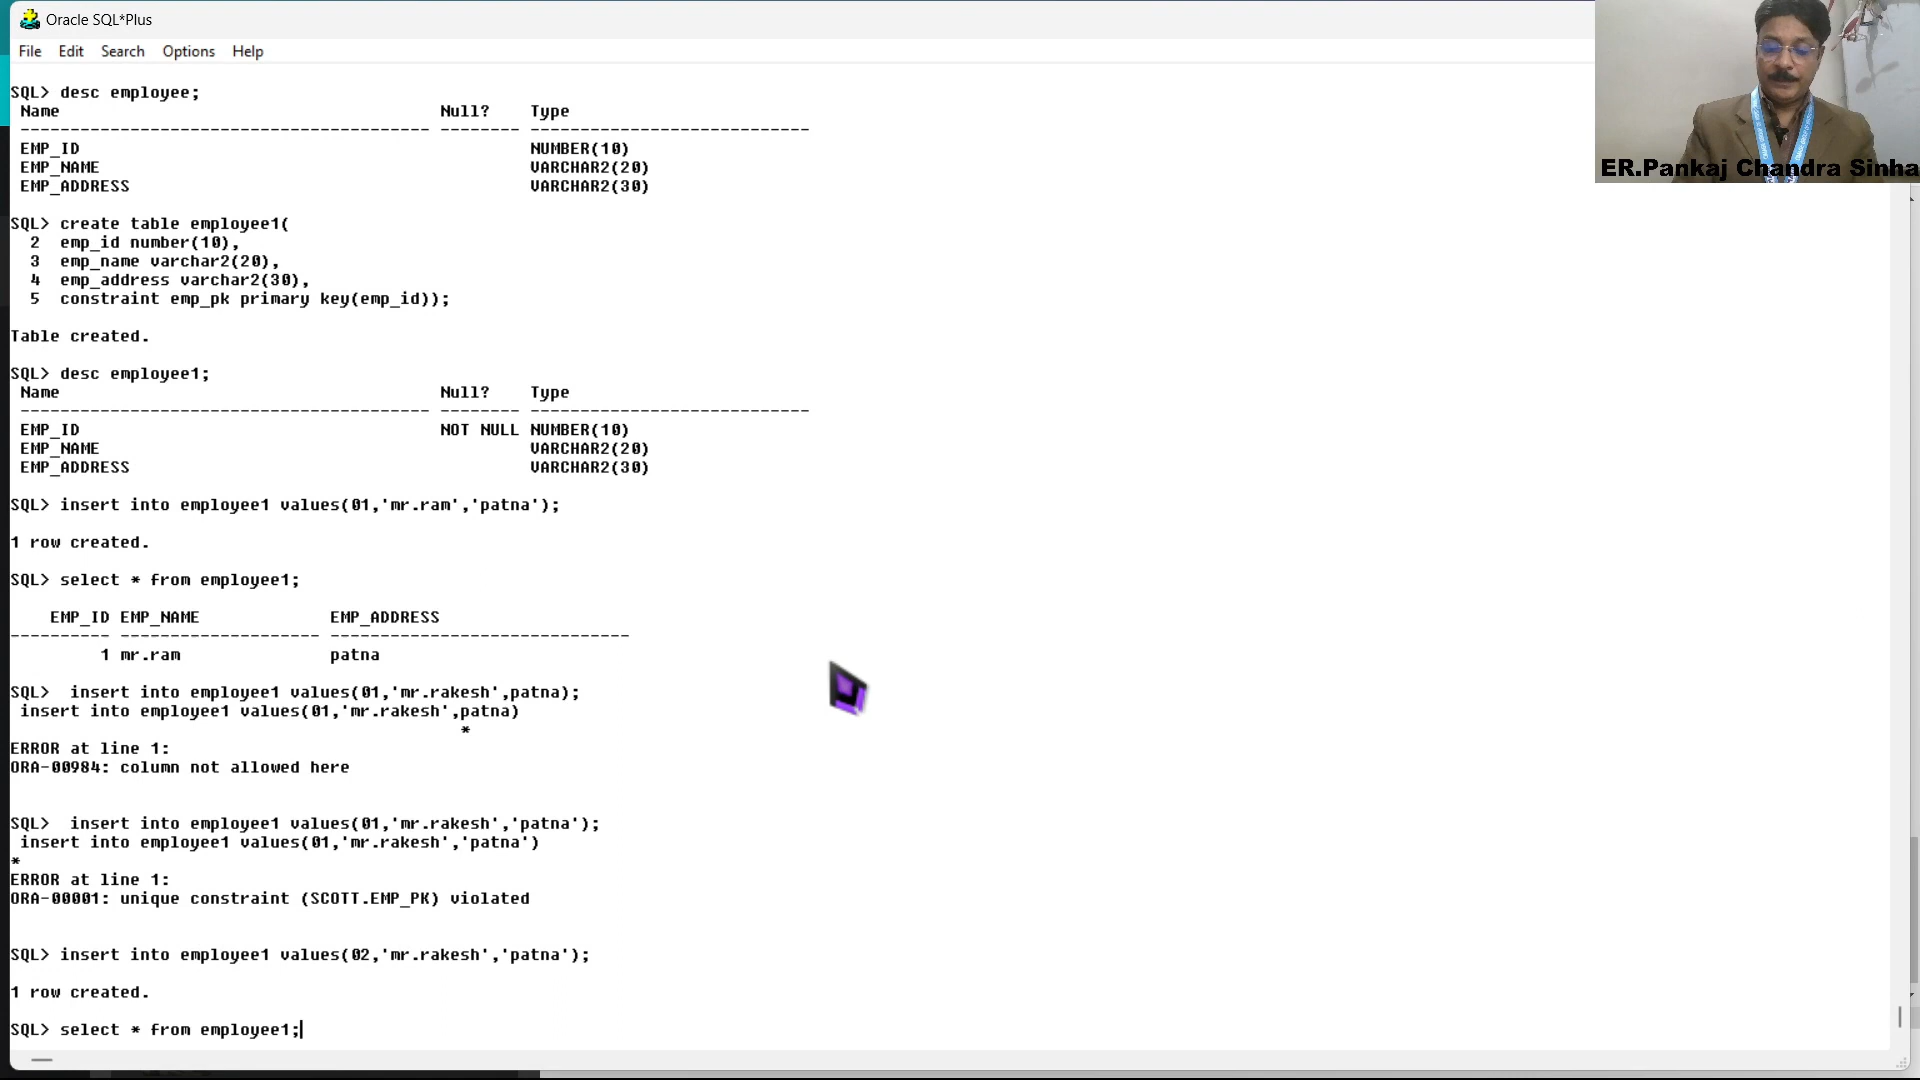 Oracle SQL*Plus
File Edit Search Options Help
ER.Pankaj Chandra Sinha
SQL> desc employee;
Name Null? Type
----------------------------------------- -------- ----------------------------
EMP_ID NUMBER(10)
EMP_NAME VARCHAR2(20)
EMP_ADDRESS VARCHAR2(30)
SQL> create table employee1(
2 emp_id number(10),
3 emp_name varchar2(20),
4 emp_address varchar2(30),
5 constraint emp_pk primary key(emp_id));
Table created.
SQL> desc employee1;
Name Null? Type
----------------------------------------- -------- ----------------------------
EMP_ID NOT NULL NUMBER(10)
EMP_NAME VARCHAR2(20)
EMP_ADDRESS VARCHAR2(30)
SQL> insert into employee1 values(01,'mr.ram','patna');
1 row created.
SQL> select * from employee1;
EMP_ID EMP_NAME EMP_ADDRESS
---------- -------------------- ------------------------------
1 mr.ram patna
SQL> insert into employee1 values(01,'mr.rakesh',patna);
insert into employee1 values(01,'mr.rakesh',patna)
*
ERROR at line 1:
ORA-00984: column not allowed here
SQL> insert into employee1 values(01,'mr.rakesh','patna');
insert into employee1 values(01,'mr.rakesh','patna')
*
ERROR at line 1:
ORA-00001: unique constraint (SCOTT.EMP_PK) violated
SQL> insert into employee1 values(02,'mr.rakesh','patna');
1 row created.
SQL> select * from employee1;